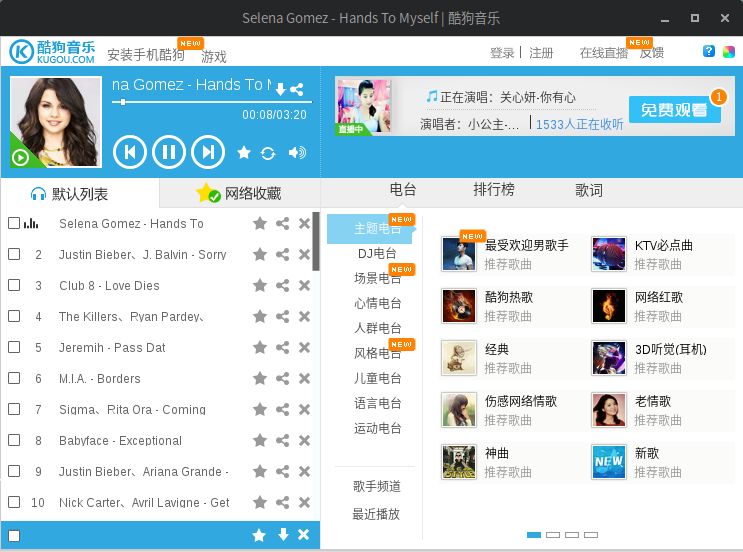 Selena Gomez - Hands To Myself | 酷狗音乐
酷狗音乐
KUGOU.COM
安装手机酷狗
NEW
游戏
登录 | 注册
在线直播
NEW
反馈
?
na Gomez - Hands To M
00:08/03:20
直播中
正在演唱：关心妍-你有心
演唱者：小公主-... | 1533人正在收听
免费观看
1
默认列表
网络收藏
电台
排行榜
歌词
Selena Gomez - Hands To
2 Justin Bieber、J. Balvin - Sorry
3 Club 8 - Love Dies
4 The Killers、Ryan Pardey、
5 Jeremih - Pass Dat
6 M.I.A. - Borders
7 Sigma、Rita Ora - Coming
8 Babyface - Exceptional
9 Justin Bieber、Ariana Grande -
10 Nick Carter、Avril Lavigne - Get
主题电台
NEW
DJ电台
场景电台
NEW
心情电台
人群电台
风格电台
NEW
儿童电台
语言电台
运动电台
歌手频道
最近播放
NEW
最受欢迎男歌手
推荐歌曲
KTV必点曲
推荐歌曲
酷狗热歌
推荐歌曲
网络红歌
推荐歌曲
经典
推荐歌曲
3D听觉(耳机)
推荐歌曲
伤感网络情歌
推荐歌曲
老情歌
推荐歌曲
神曲
推荐歌曲
NEW
新歌
推荐歌曲